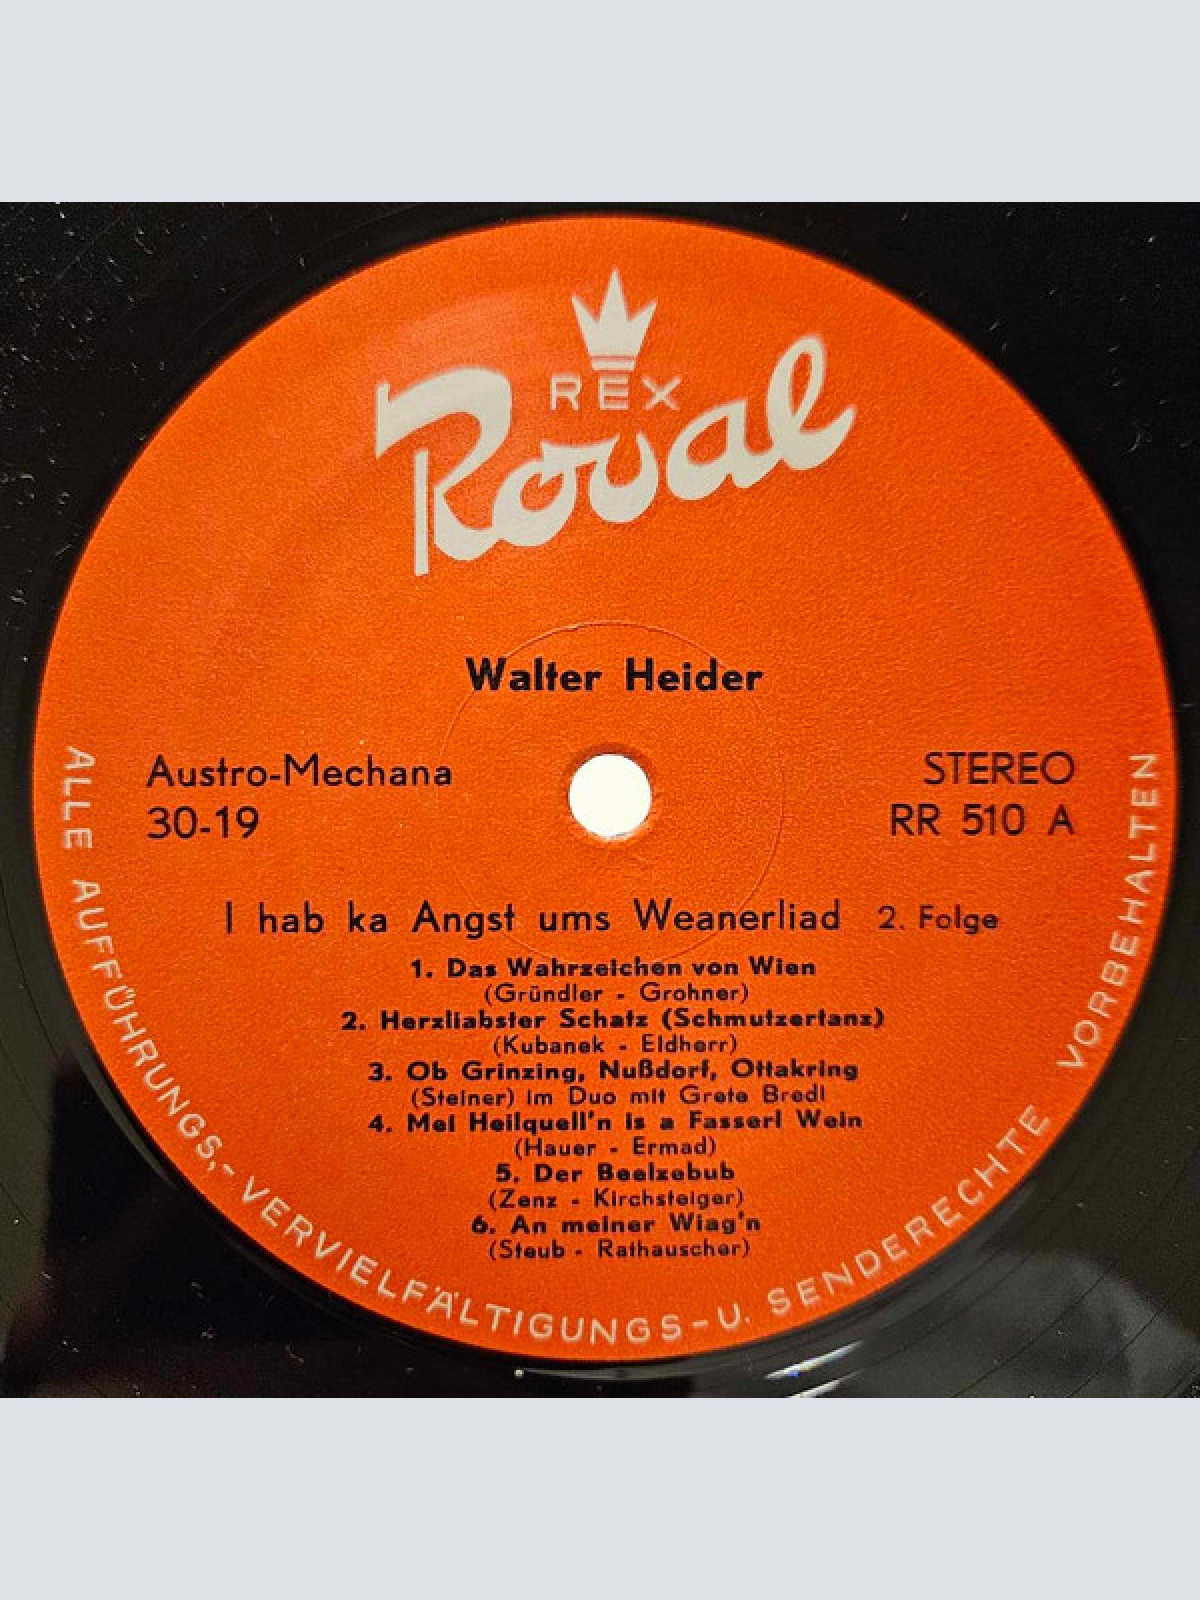 REX
Royal
Walter Heider
Austro-Mechana
30-19
STEREO
RR 510 A
I hab ka Angst ums Weanerliad 2. Folge
1. Das Wahrzeichen von Wien
(Gründler - Grohner)
2. Herzliabster Schatz (Schmutzertanz)
(Kubanek - Eldherr)
3. Ob Grinzing, Nußdorf, Ottakring
(Steiner) im Duo mit Grete Bredl
4. Mei Heilquell'n is a Fasserl Wein
(Hauer - Ermad)
5. Der Beelzebub
(Zenz - Kirchsteiger)
6. An meiner Wiag'n
(Steub - Rathauscher)
ALLE AUFFÜHRUNGS,- VERVIELFÄLTIGUNGS-U. SENDERECHTE VORBEHALTEN